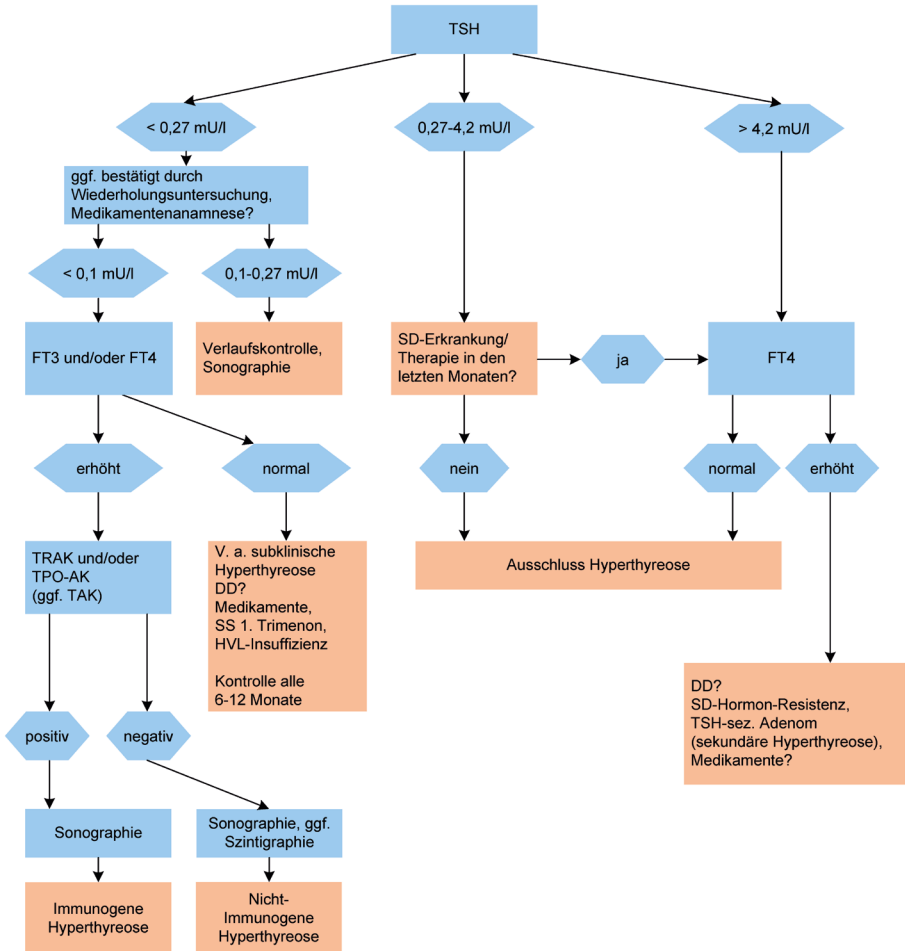 TSH
< 0,27 mU/l
0,27-4,2 mU/l
> 4,2 mU/l
ggf. bestätigt durch
Wiederholungsuntersuchung,
Medikamentenanamnese?
< 0,1 mU/l
0,1-0,27 mU/l
FT3 und/oder FT4
Verlaufskontrolle,
Sonographie
SD-Erkrankung/
Therapie in den
letzten Monaten?
ja
FT4
erhöht
normal
nein
normal
erhöht
TRAK und/oder
TPO-AK
(ggf. TAK)
V. a. subklinische
Hyperthyreose
DD?
Medikamente,
SS 1. Trimenon,
HVL-Insuffizienz
Kontrolle alle
6-12 Monate
Ausschluss Hyperthyreose
DD?
SD-Hormon-Resistenz,
TSH-sez. Adenom
(sekundäre Hyperthyreose),
Medikamente?
positiv
negativ
Sonographie
Sonographie, ggf.
Szintigraphie
Immunogene
Hyperthyreose
Nicht-
Immunogene
Hyperthyreose